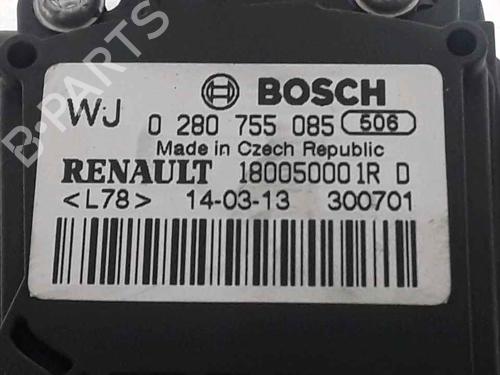 BOSCH
WJ 0 280 755 085 506
Made in Czech Republic
RENAULT 180050001R D
<L78> 14-03-13 300701
B-PARTS